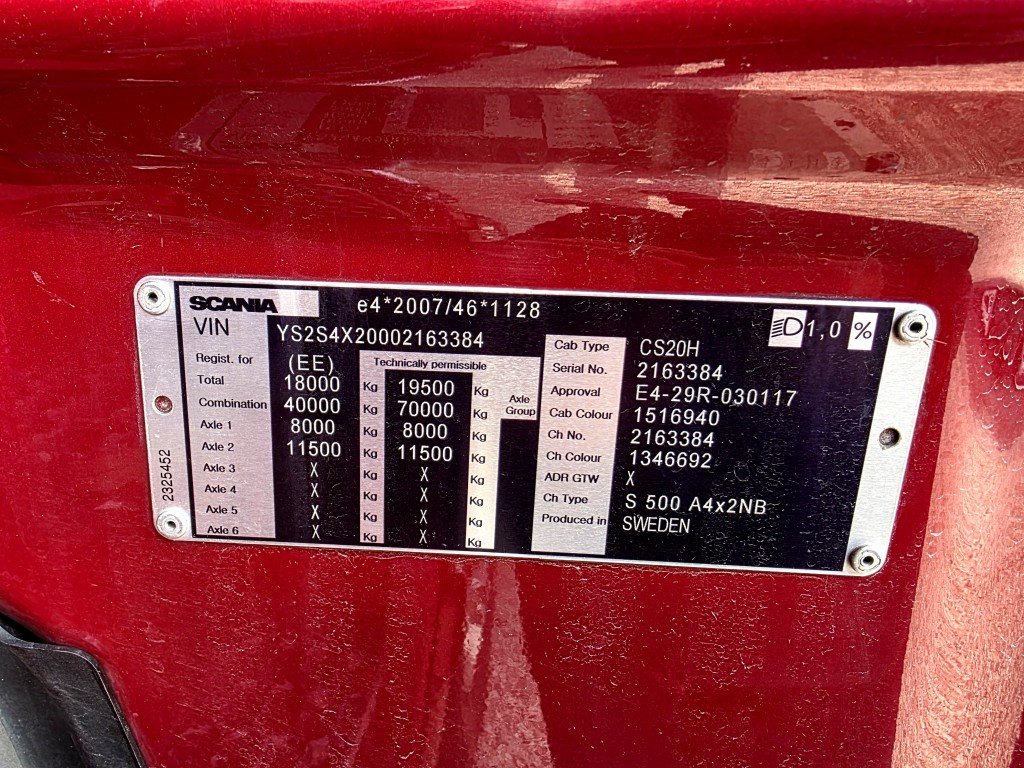 SCANIA e4*2007/46*1128
VIN YS2S4X20002163384
Regist. for (EE) Technically permissible
Total 18000 Kg 19500 Kg Axle Group
Combination 40000 Kg 70000 Kg
Axle 1 8000 Kg 8000 Kg
Axle 2 11500 Kg 11500 Kg
Axle 3 X Kg X Kg
Axle 4 X Kg X Kg
Axle 5 X Kg X Kg
Axle 6 X Kg X Kg
2325452
1,0 %
Cab Type CS20H
Serial No. 2163384
Approval E4-29R-030117
Cab Colour 1516940
Ch No. 2163384
Ch Colour 1346692
ADR GTW X
Ch Type S 500 A4x2NB
Produced in SWEDEN